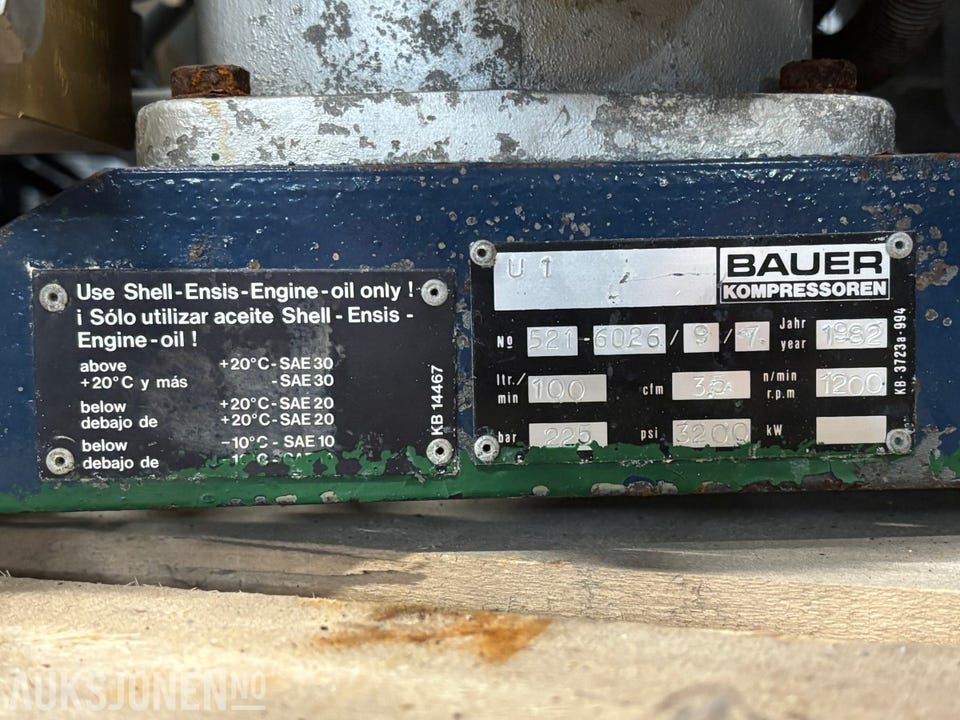 Use Shell-Ensis-Engine-oil only !
¡ Sólo utilizar aceite Shell-Ensis-
Engine-oil !
above +20°C-SAE 30
+20°C y más -SAE 30
below +20°C-SAE 20
debajo de +20°C-SAE 20
below -10°C-SAE 10
debajo de
KB 14467
U 1
BAUER
KOMPRESSOREN
No 521-6026/9/7 Jahr year 1982
ltr./min 100 cfm n/min r.p.m 1200
bar 225 psi 3200 kW
KB-3723a-994
AUKSJONEN.NO